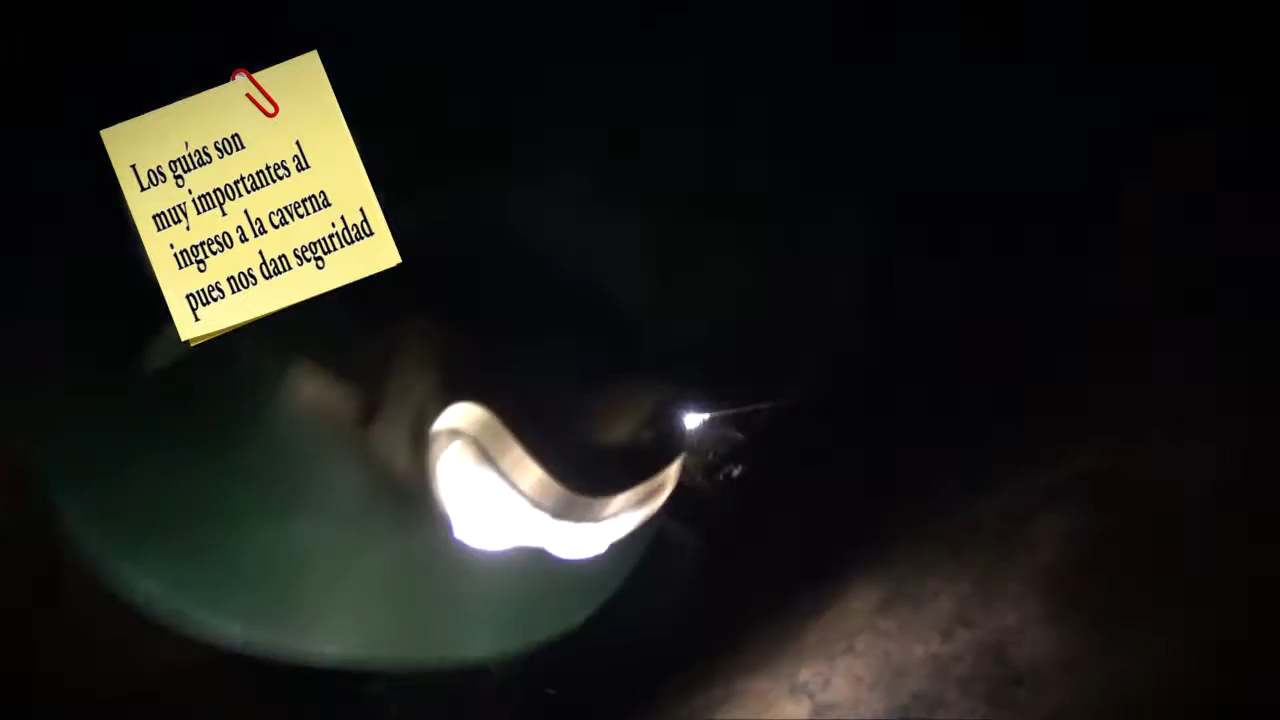 Los guías son
muy importantes al
ingreso a la caverna
pues nos dan seguridad